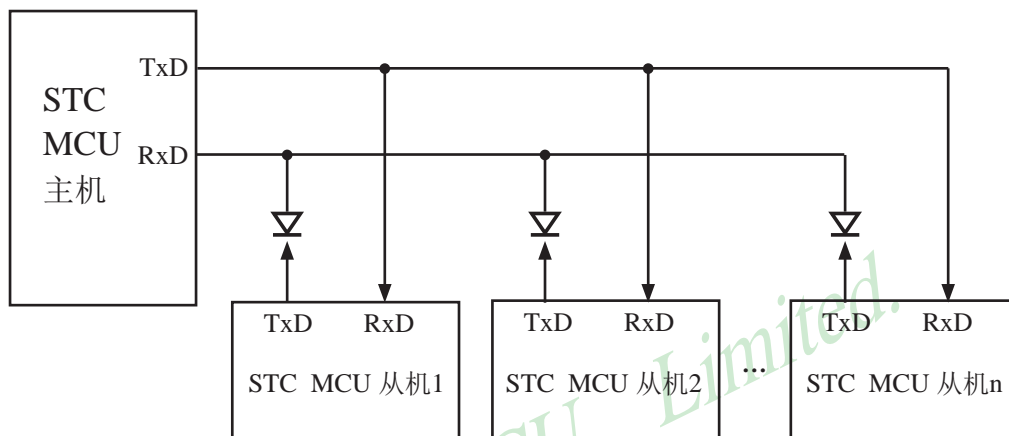 TxD
STC
MCU
主机
RxD
TxD RxD
STC MCU 从机1
TxD RxD
STC MCU 从机2
...
TxD RxD
STC MCU 从机n
MCU Limited.